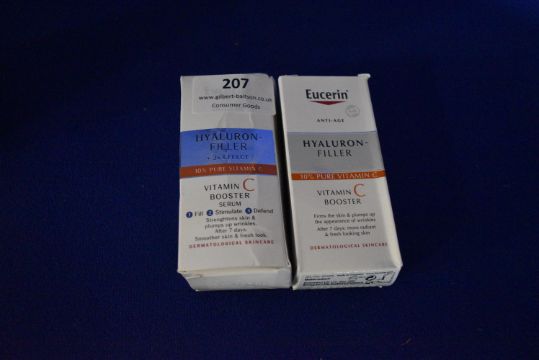 207
www.gilbert-baitson.co.uk
Consumer Goods
HYALURON-
FILLER
+ 3x EFFECT
10% PURE VITAMIN C
VITAMIN C
BOOSTER
SERUM
1 Fill 2 Stimulate 3 Defend
Strengthens skin &
plumps up wrinkles.
After 7 days:
Smoother skin & fresh look.
DERMATOLOGICAL SKINCARE
Eucerin
ANTI-AGE
HYALURON-
FILLER
10% PURE VITAMIN C
VITAMIN C
BOOSTER
Firms the skin & plumps up
the appearance of wrinkles
After 7 days: more radiant
& fresh looking skin
DERMATOLOGICAL SKINCARE